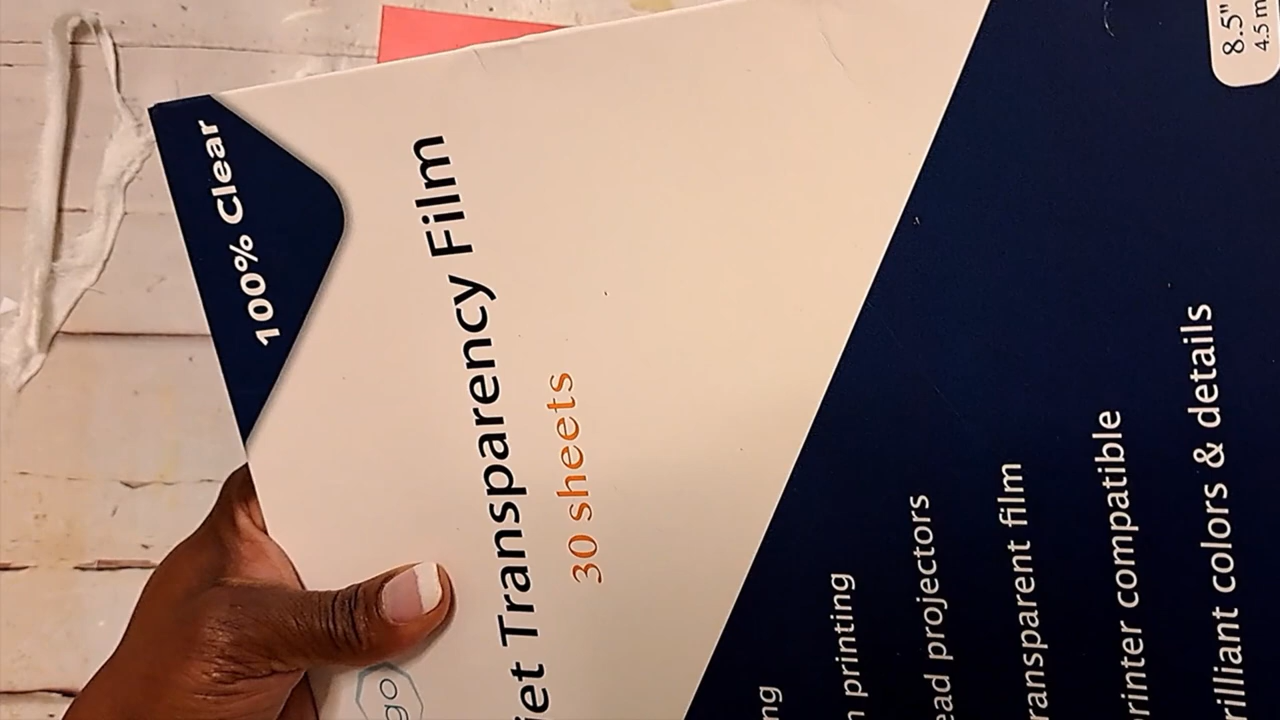 100% Clear
jet Transparency Film
30 sheets
go
ng
n printing
ead projectors
ransparent film
rinter compatible
rilliant colors & details
8.5"
4.5 m